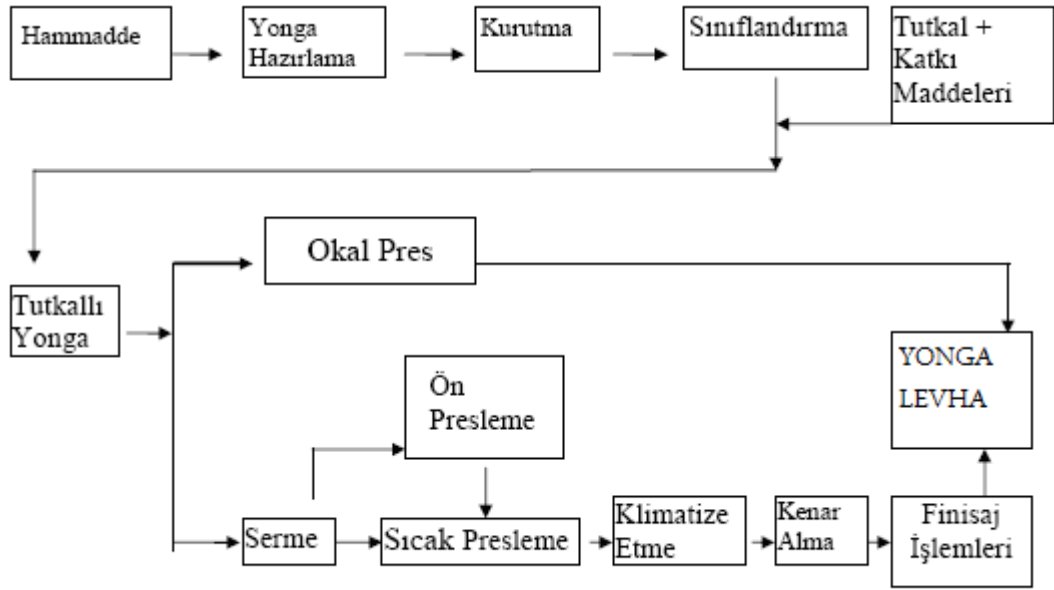 Hammadde
Yonga
Hazırlama
Kurutma
Sınıflandırma
Tutkal +
Katkı
Maddeleri
Okal Pres
Tutkallı
Yonga
YONGA
LEVHA
Ön
Presleme
Serme
Sıcak Presleme
Klimatize
Etme
Kenar
Alma
Finisaj
İşlemleri